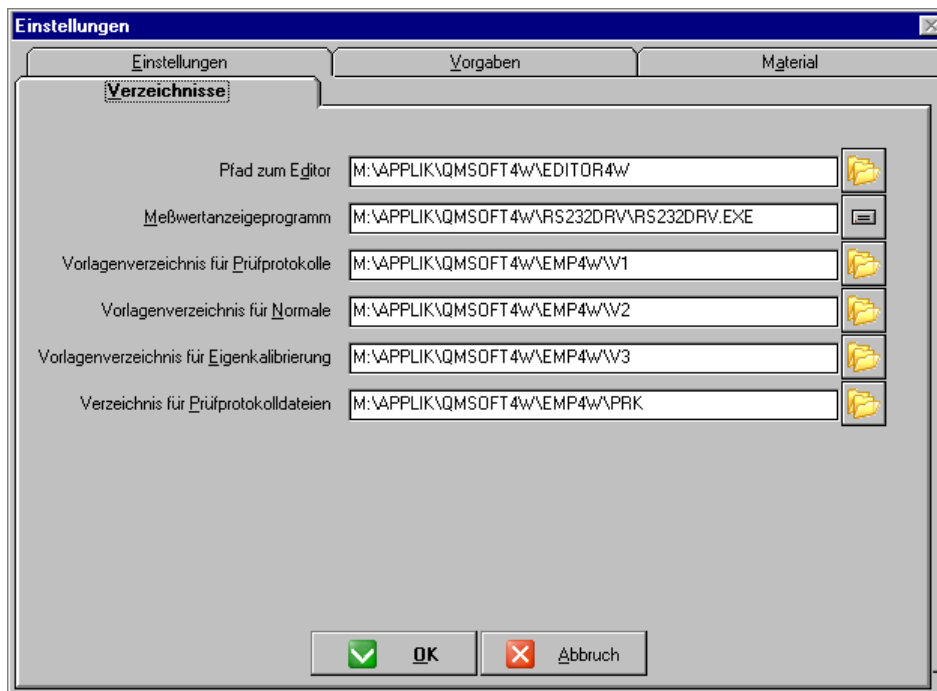 Einstellungen
Einstellungen Vorgaben Material
Verzeichnisse
Pfad zum Editor M:\APPLIK\QMSOFT4W\EDITOR4W
Meßwertanzeigeprogramm M:\APPLIK\QMSOFT4W\RS232DRV\RS232DRV.EXE
Vorlagenverzeichnis für Prüfprotokolle M:\APPLIK\QMSOFT4W\EMP4W\V1
Vorlagenverzeichnis für Normale M:\APPLIK\QMSOFT4W\EMP4W\V2
Vorlagenverzeichnis für Eigenkalibrierung M:\APPLIK\QMSOFT4W\EMP4W\V3
Verzeichnis für Prüfprotokolldateien M:\APPLIK\QMSOFT4W\EMP4W\PRK
OK Abbruch